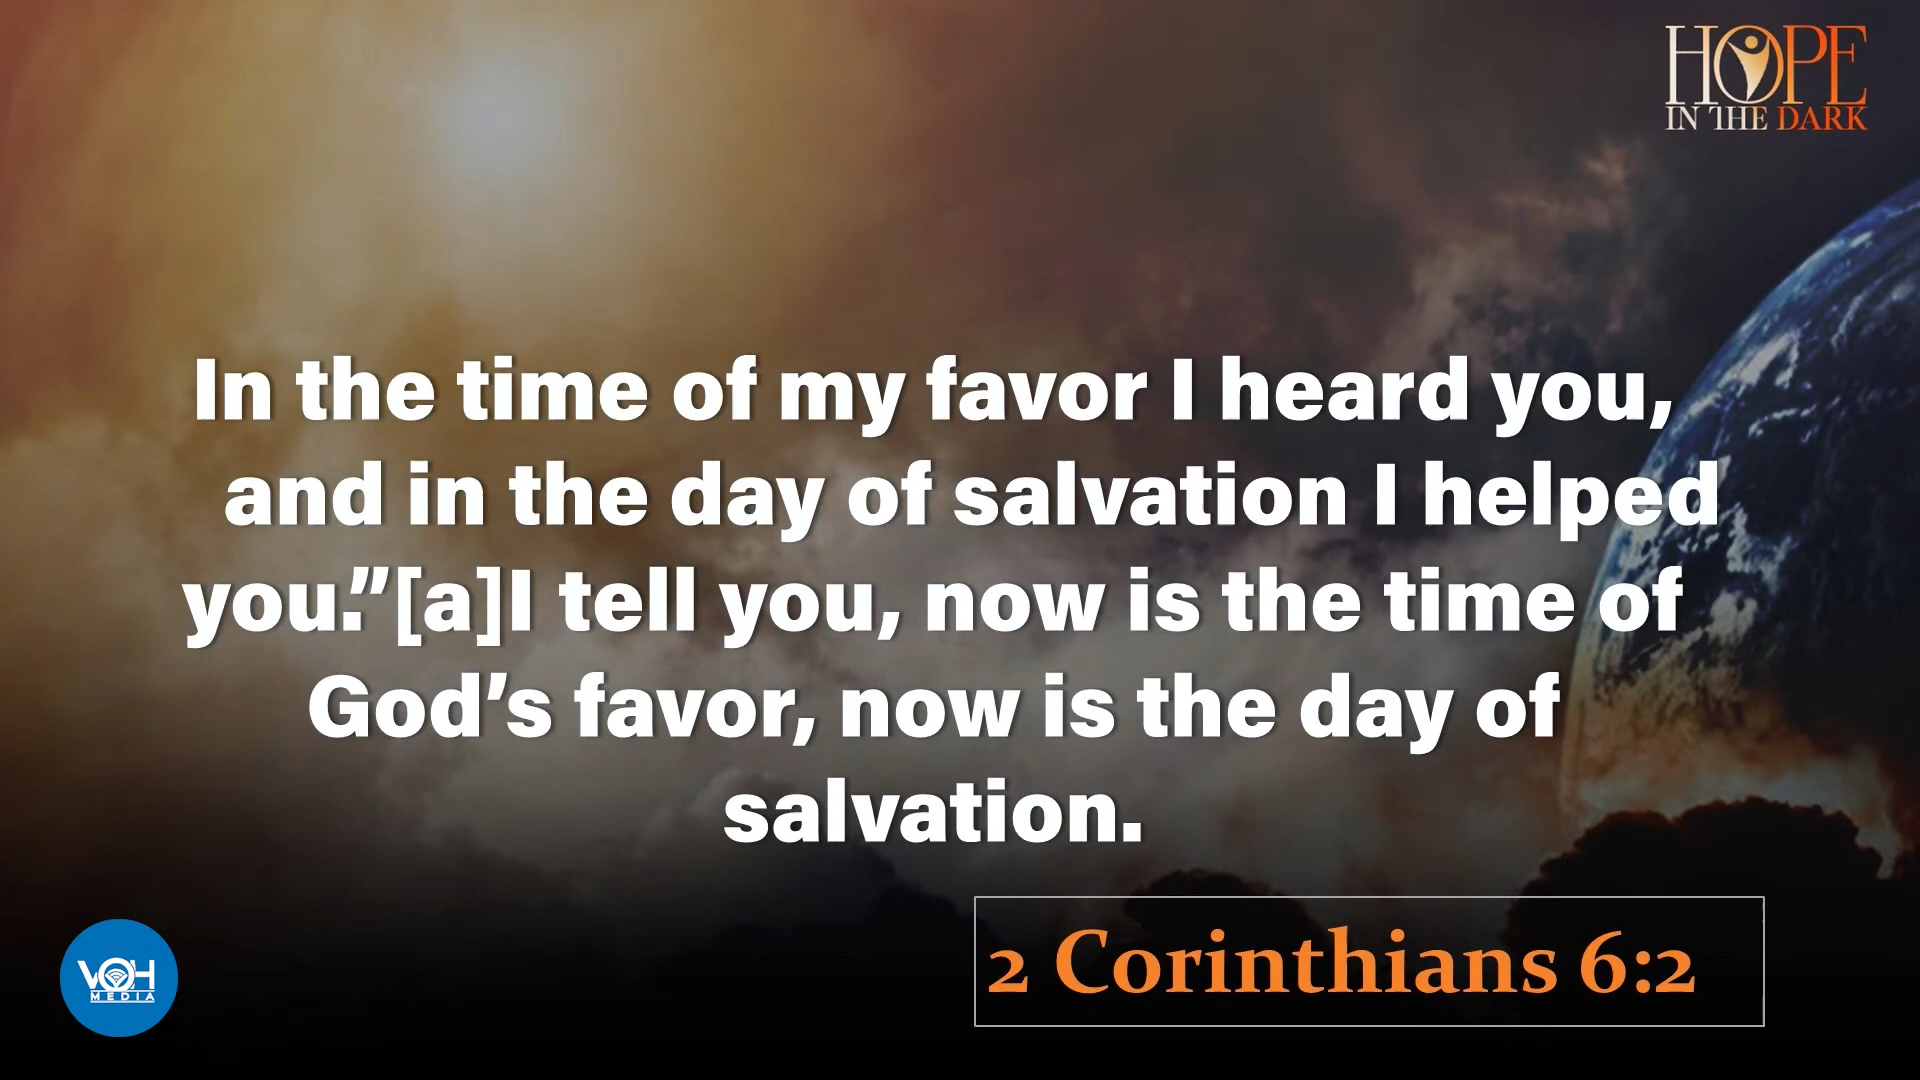 HOPE
IN THE DARK
In the time of my favor I heard you,
and in the day of salvation I helped
you.”[a]I tell you, now is the time of
God’s favor, now is the day of
salvation.
2 Corinthians 6:2
VOH
MEDIA